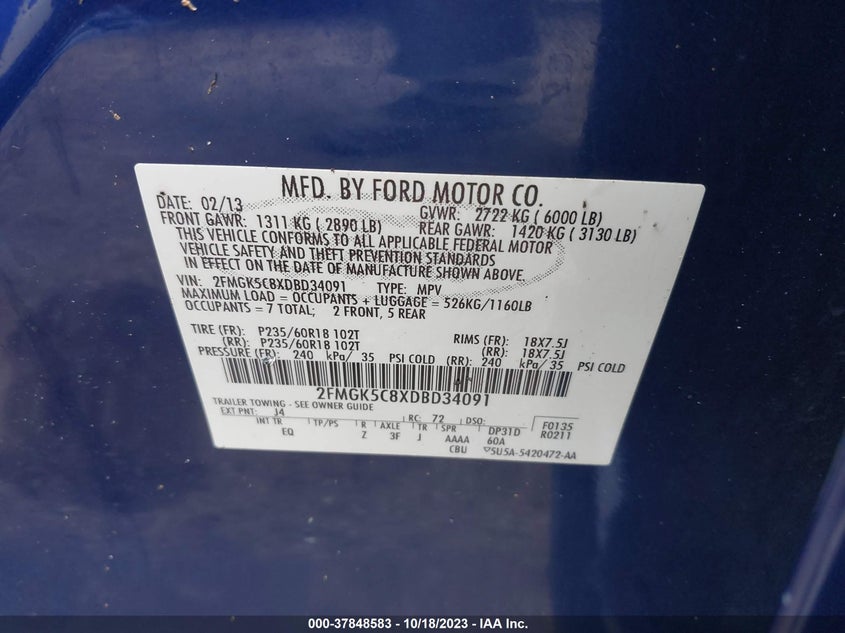 MFD. BY FORD MOTOR CO.
DATE: 02/13 GVWR: 2722 KG ( 6000 LB)
FRONT GAWR: 1311 KG ( 2890 LB) REAR GAWR: 1420 KG ( 3130 LB)
THIS VEHICLE CONFORMS TO ALL APPLICABLE FEDERAL MOTOR
VEHICLE SAFETY AND THEFT PREVENTION STANDARDS
IN EFFECT ON THE DATE OF MANUFACTURE SHOWN ABOVE.
VIN: 2FMGK5C8XDBD34091 TYPE: MPV
MAXIMUM LOAD = OCCUPANTS + LUGGAGE = 526KG/1160LB
OCCUPANTS = 7 TOTAL; 2 FRONT, 5 REAR
TIRE (FR): P235/60R18 102T RIMS (FR): 18X7.5J
(RR): P235/60R18 102T (RR): 18X7.5J
PRESSURE (FR): 240 kPa/ 35 PSI COLD (RR): 240 kPa/ 35 PSI COLD
2FMGK5C8XDBD34091
TRAILER TOWING - SEE OWNER GUIDE
EXT PNT: J4 RC: 72 DSO: F0135
INT TR TP/PS R AXLE TR SPR DP31D R0211
EQ Z 3F J AAAA 60A
CBU 5U5A-5420472-AA
000-37848583 - 10/18/2023 - IAA Inc.